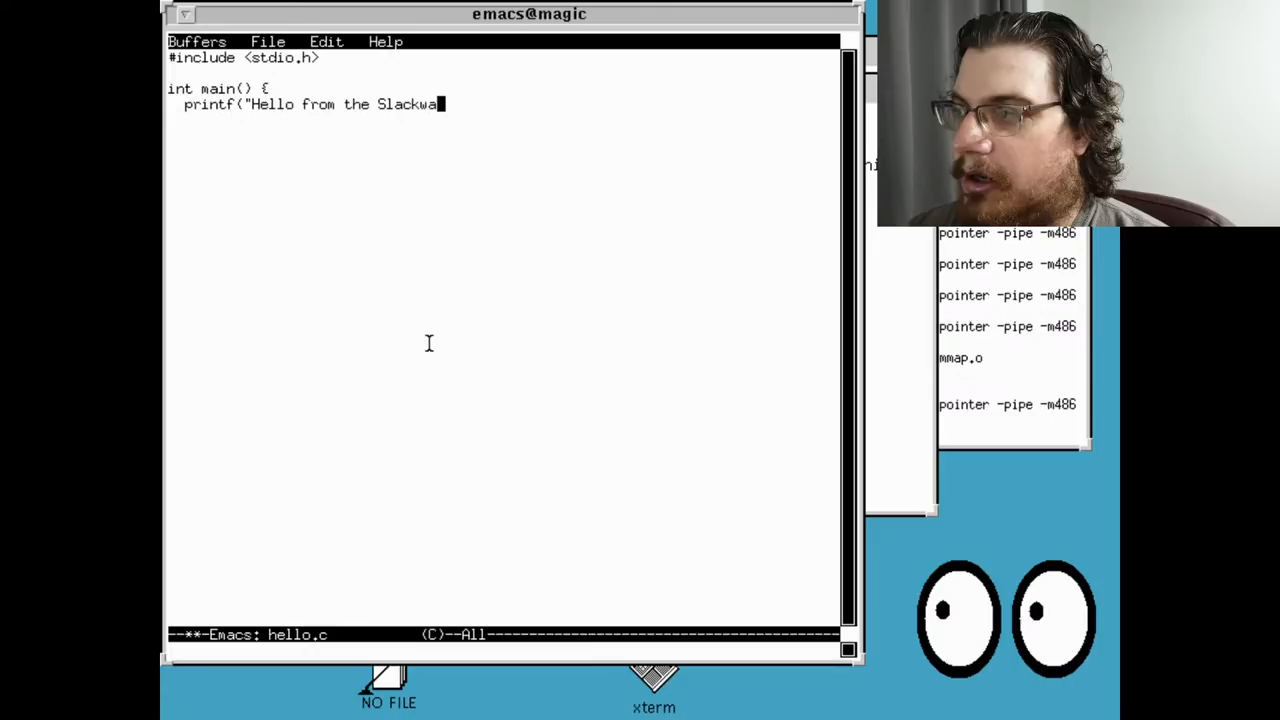 emacs@magic
Buffers File Edit Help
#include <stdio.h>
int main() {
printf("Hello from the Slackwa
--**-Emacs: hello.c (C)--All----------------------------------------------
pointer -pipe -m486
pointer -pipe -m486
pointer -pipe -m486
pointer -pipe -m486
mmap.o
pointer -pipe -m486
NO FILE
xterm